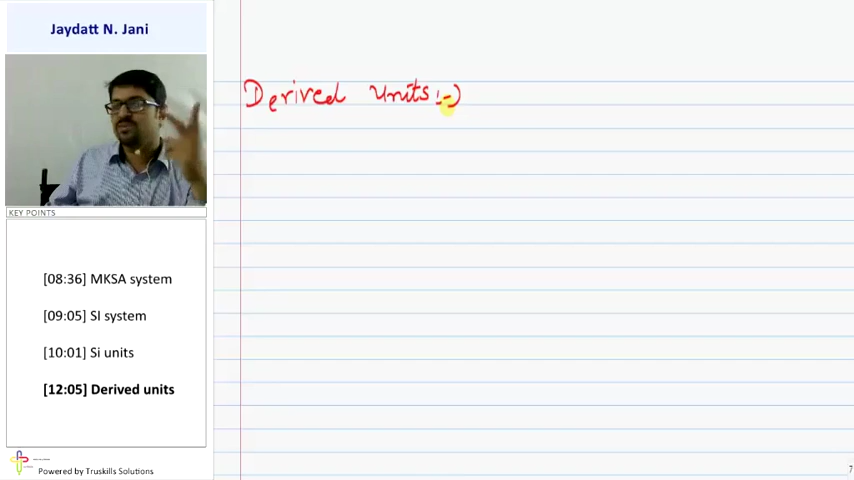 Jaydatt N. Jani
Derived Units :-)
KEY POINTS
[08:36] MKSA system
[09:05] SI system
[10:01] Si units
[12:05] Derived units
Powered by Truskills Solutions
7